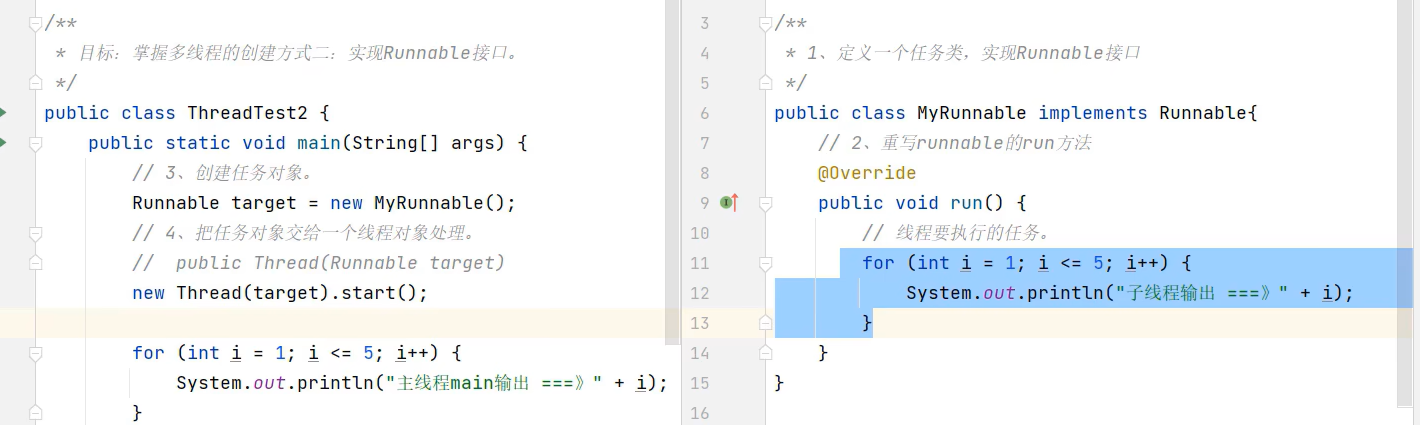 /**
 * 目标：掌握多线程的创建方式二：实现Runnable接口。
 */
public class ThreadTest2 {
    public static void main(String[] args) {
        // 3、创建任务对象。
        Runnable target = new MyRunnable();
        // 4、把任务对象交给一个线程对象处理。
        //  public Thread(Runnable target)
        new Thread(target).start();
        for (int i = 1; i <= 5; i++) {
            System.out.println("主线程main输出 ===》" + i);
        }
3 /**
4  * 1、定义一个任务类，实现Runnable接口
5  */
6 public class MyRunnable implements Runnable{
7     // 2、重写runnable的run方法
8     @Override
9     public void run() {
10         // 线程要执行的任务。
11         for (int i = 1; i <= 5; i++) {
12             System.out.println("子线程输出 ===》" + i);
13         }
14     }
15 }
16